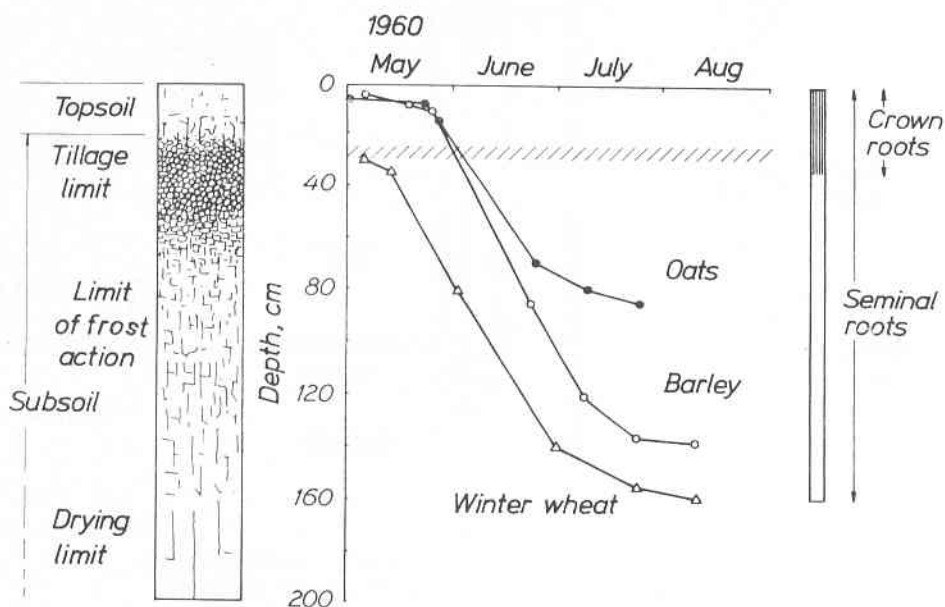 1960
May June July Aug
Topsoil
Tillage
limit
Limit
of frost
action
Subsoil
Drying
limit
Depth, cm
0
40
80
120
160
200
Oats
Barley
Winter wheat
Crown
roots
Seminal
roots